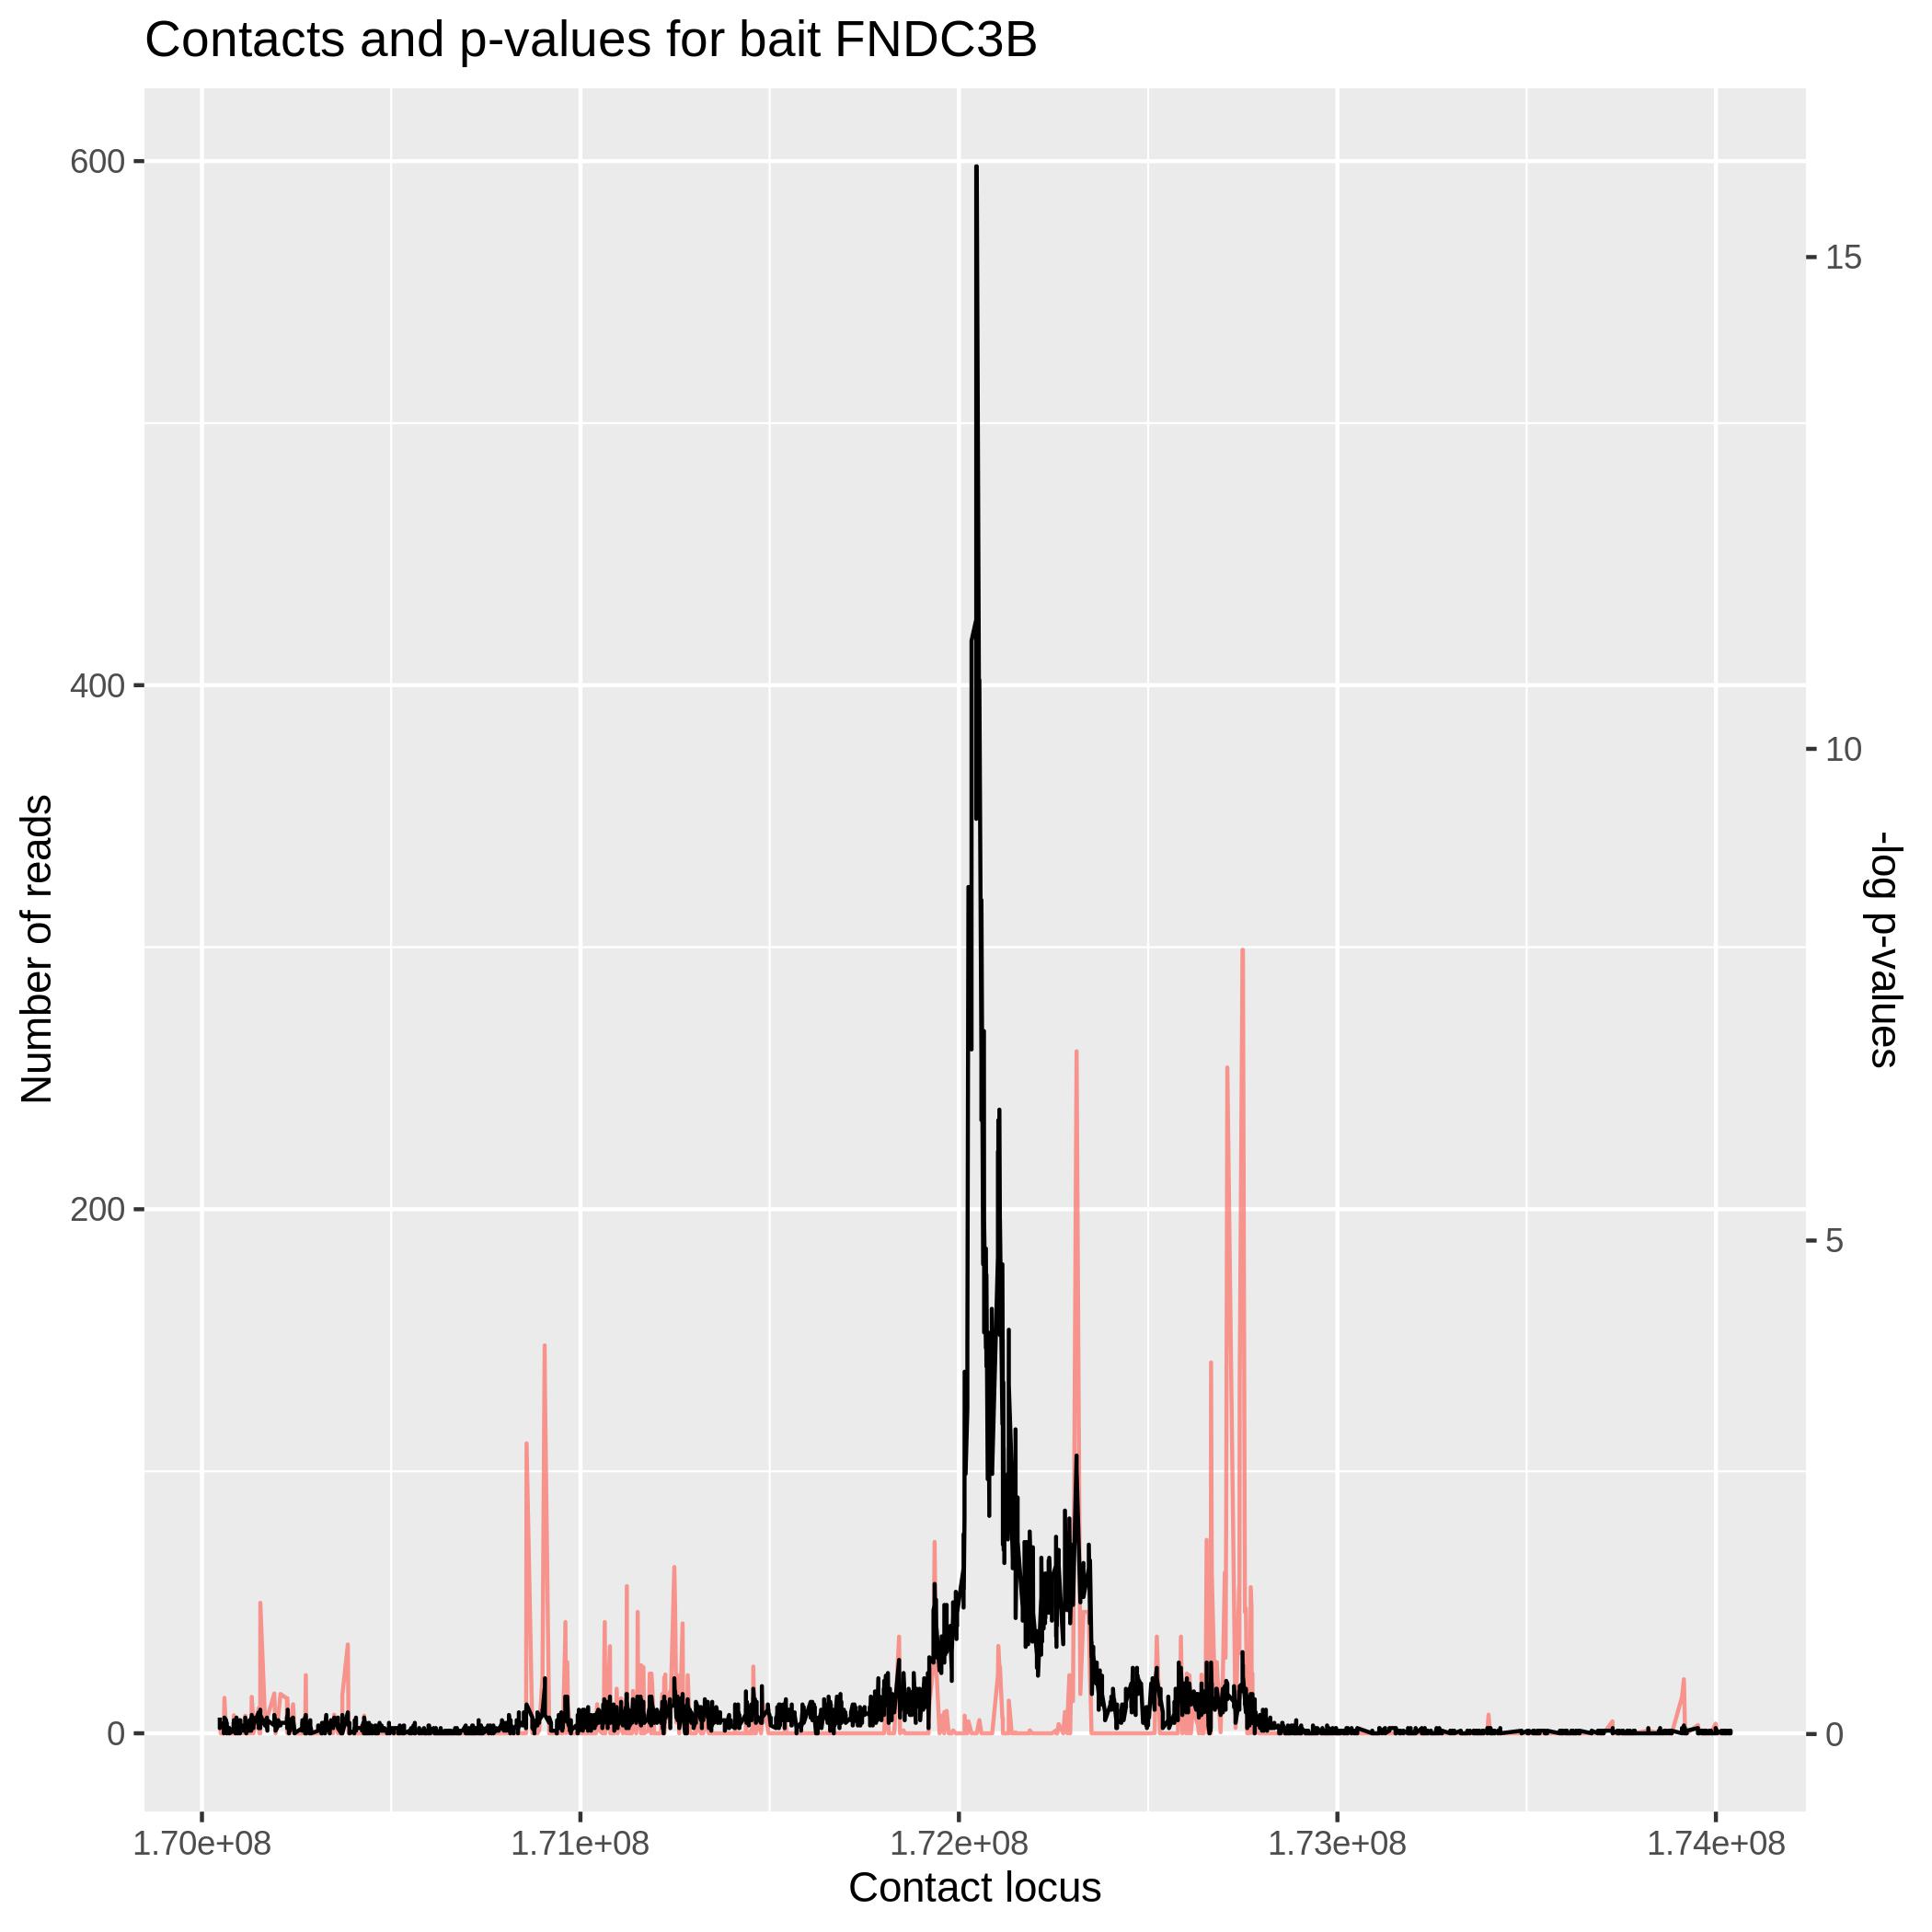 Contacts and p-values for bait FNDC3B
600
400
200
0
Number of reads
15
10
5
0
-log p-values
1.70e+08
1.71e+08
1.72e+08
1.73e+08
1.74e+08
Contact locus